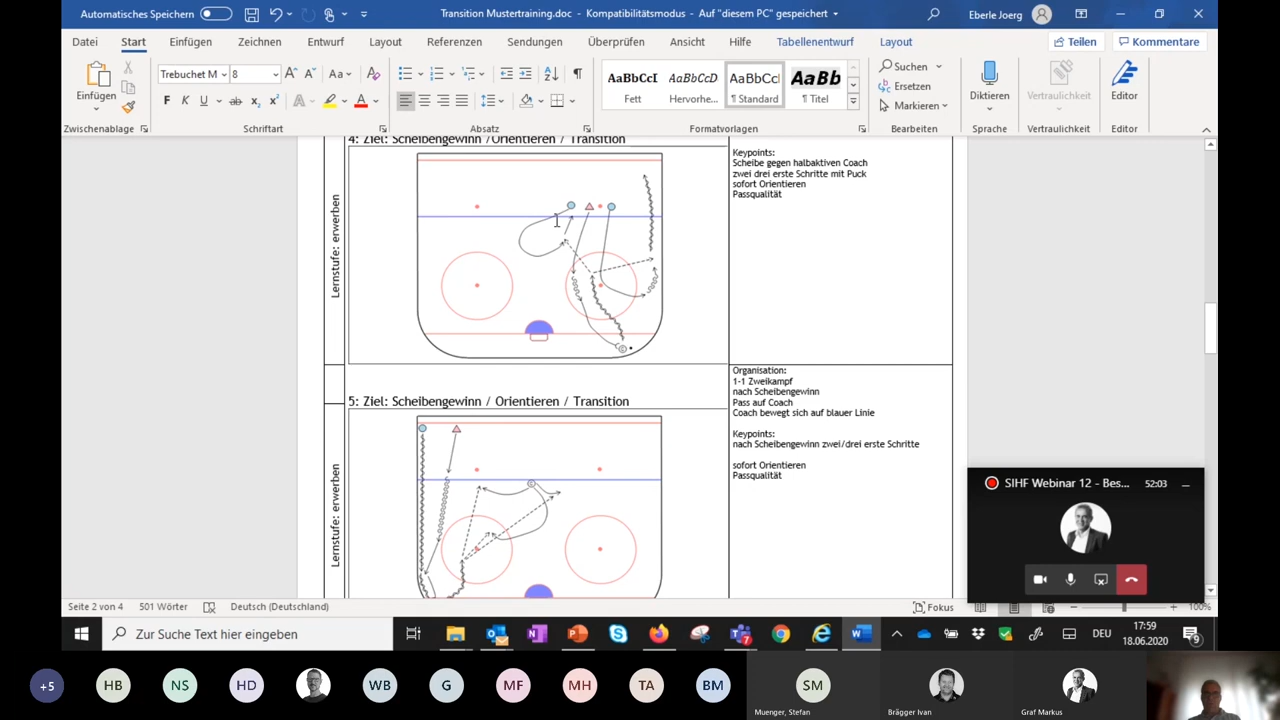 Automatisches Speichern
Transition Mustertraining.doc - Kompatibilitätsmodus - Auf "diesem PC" gespeichert
Eberle Joerg
Datei Start Einfügen Zeichnen Entwurf Layout Referenzen Sendungen Überprüfen Ansicht Hilfe Tabellenentwurf Layout
Teilen Kommentare
Einfügen
Trebuchet M 8
AaBbCcI AaBbCcDc AaBbCcI AaBb
Fett Hervorhe... ¶ Standard ¶ Titel
Suchen
Ersetzen
Markieren
Diktieren
Vertraulichkeit
Editor
Zwischenablage Schriftart Absatz Formatvorlagen Bearbeiten Sprache Vertraulichkeit Editor
4: Ziel: Scheibengewinn /Orientieren / Transition
Lernstufe: erwerben
Keypoints:
Scheibe gegen halbaktiven Coach
zwei drei erste Schritte mit Puck
sofort Orientieren
Passqualität
C
5: Ziel: Scheibengewinn / Orientieren / Transition
Lernstufe: erwerben
C
Organisation:
1-1 Zweikampf
nach Scheibengewinn
Pass auf Coach
Coach bewegt sich auf blauer Linie
Keypoints:
nach Scheibengewinn zwei/drei erste Schritte
sofort Orientieren
Passqualität
SIHF Webinar 12 - Bes... 52:03
Seite 2 von 4 501 Wörter Deutsch (Deutschland)
Fokus
100%
Zur Suche Text hier eingeben
7
DEU
17:59
18.06.2020
9
+5 HB NS HD WB G MF MH TA BM SM
Muenger, Stefan Brägger Ivan Graf Markus